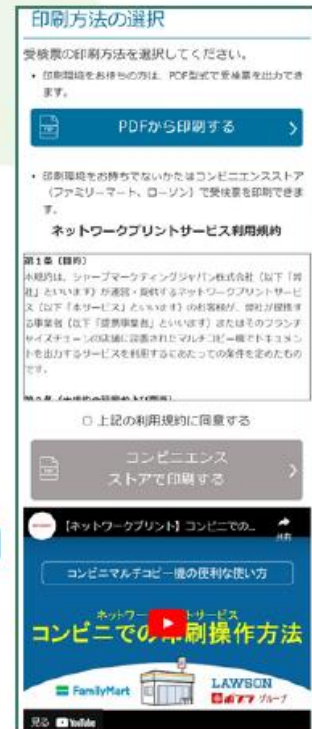 印刷方法の選択
受検票の印刷方法を選択してください。
• 印刷環境をお持ちの方は、PDF型式で受検票を出力でき
ます。
PDFから印刷する
• 印刷環境をお持ちでないかたはコンビニエンスストア
（ファミリーマート、ローソン）で受検票を印刷できま
す。
ネットワークプリントサービス利用規約
第1条（目的）
本規約は、シャープマーケティングジャパン株式会社（以下「弊
社」といいます）が運営・提供するネットワークプリントサービ
ス（以下「本サービス」といいます）のお客様が、弊社が提携す
る事業者（以下「提携事業者」といいます）またはそのフランチ
ャイズチェーンの店舗に設置されたマルチコピー機でドキュメン
トを出力するサービスを利用するにあたっての条件を定めたもの
です。
上記の利用規約に同意する
コンビニエンス
ストアで印刷する
【ネットワークプリント】コンビニでの...
共有
コンビニマルチコピー機の便利な使い方
コンビニでの 印刷操作方法
FamilyMart
LAWSON
ポプラ グループ
見る YouTube